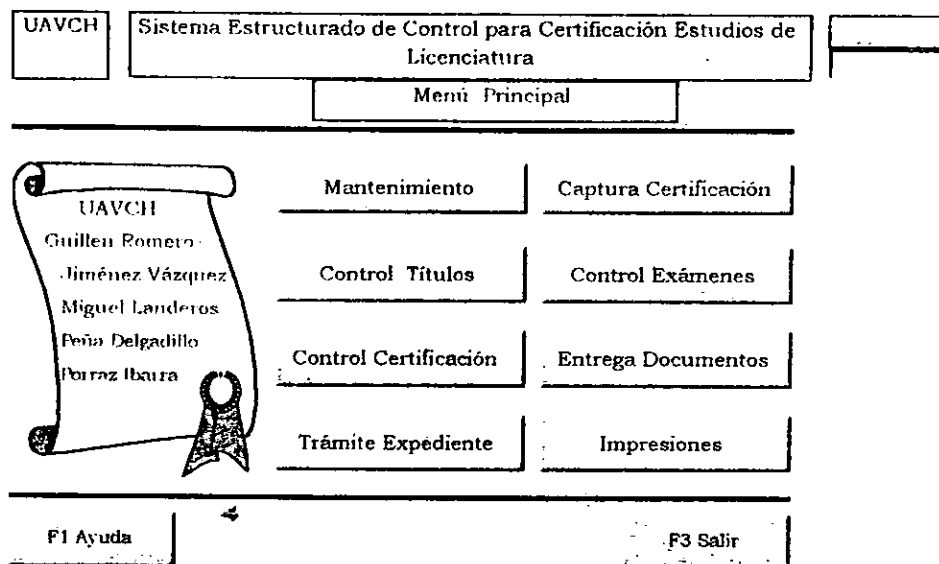 UAVCH
Sistema Estructurado de Control para Certificación Estudios de
Licenciatura
Menú Principal
UAVCH
Guillen Romero
Jiménez Vázquez
Miguel Landeros
Peña Delgadillo
Porraz Ibarra
Mantenimiento
Captura Certificación
Control Títulos
Control Exámenes
Control Certificación
Entrega Documentos
Trámite Expediente
Impresiones
F1 Ayuda
F3 Salir